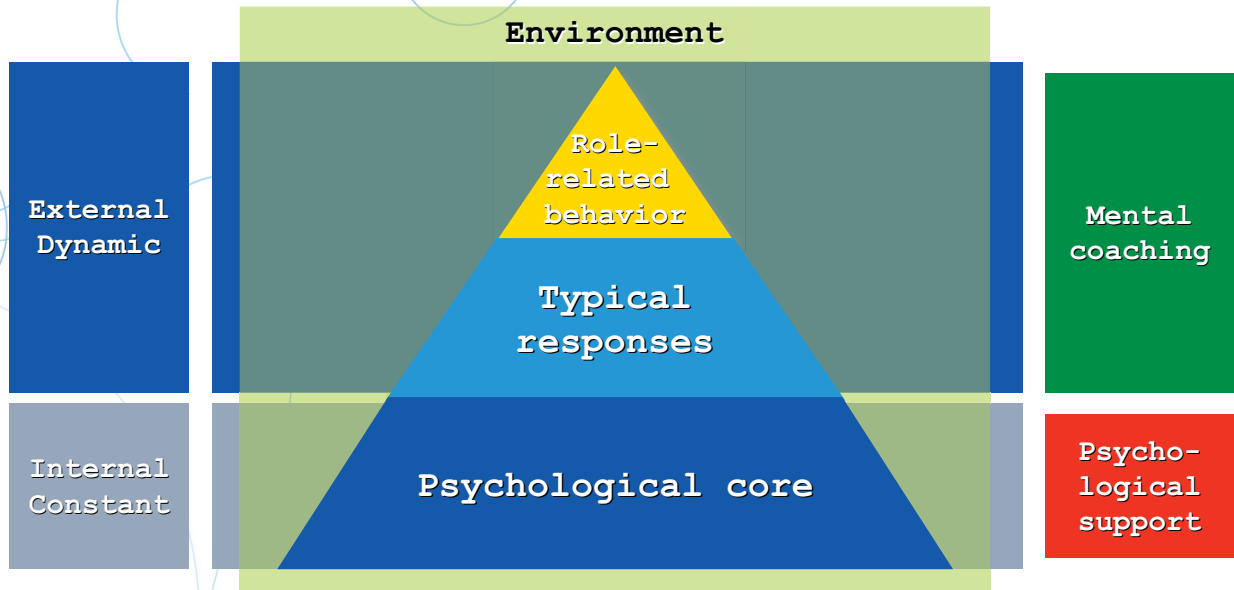 Environment
Role-
related
behavior
External
Dynamic
Mental
coaching
Typical
responses
Internal
Constant
Psychological core
Psycho-
logical
support